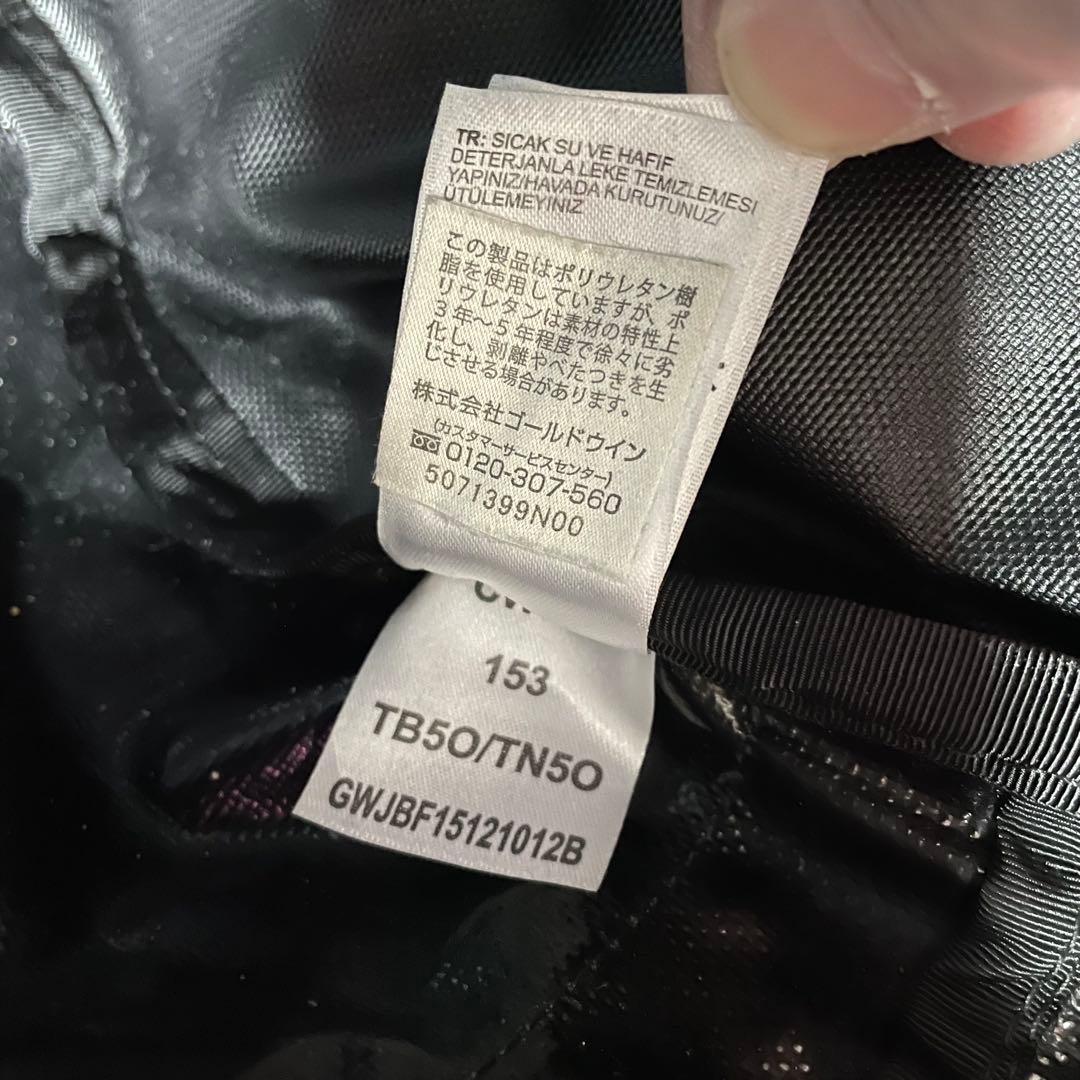 TR: SICAK SU VE HAFIF
DETERJANLA LEKE TEMIZLEMESI
YAPINIZ/HAVADA KURUTUNUZ/
ÜTÜLEMEYINIZ
この製品はポリウレタン樹
脂を使用していますが、ポ
リウレタンは素材の特性上
3年〜5年程度で徐々に劣
化し、剥離やべたつきを生
じさせる場合があります。
株式会社ゴールドウイン
(カスタマーサービスセンター)
0120-307-560
5071399N00
153
TB5O/TN5O
GWJBF15121012B